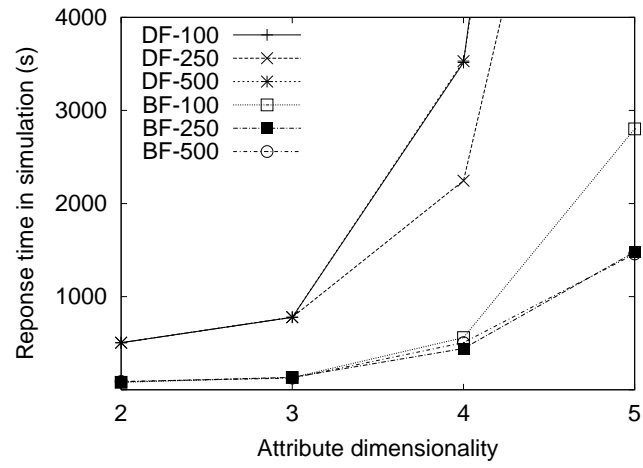 4000
3000
2000
1000
Reponse time in simulation (s)
DF-100
DF-250
DF-500
BF-100
BF-250
BF-500
2 3 4 5
Attribute dimensionality